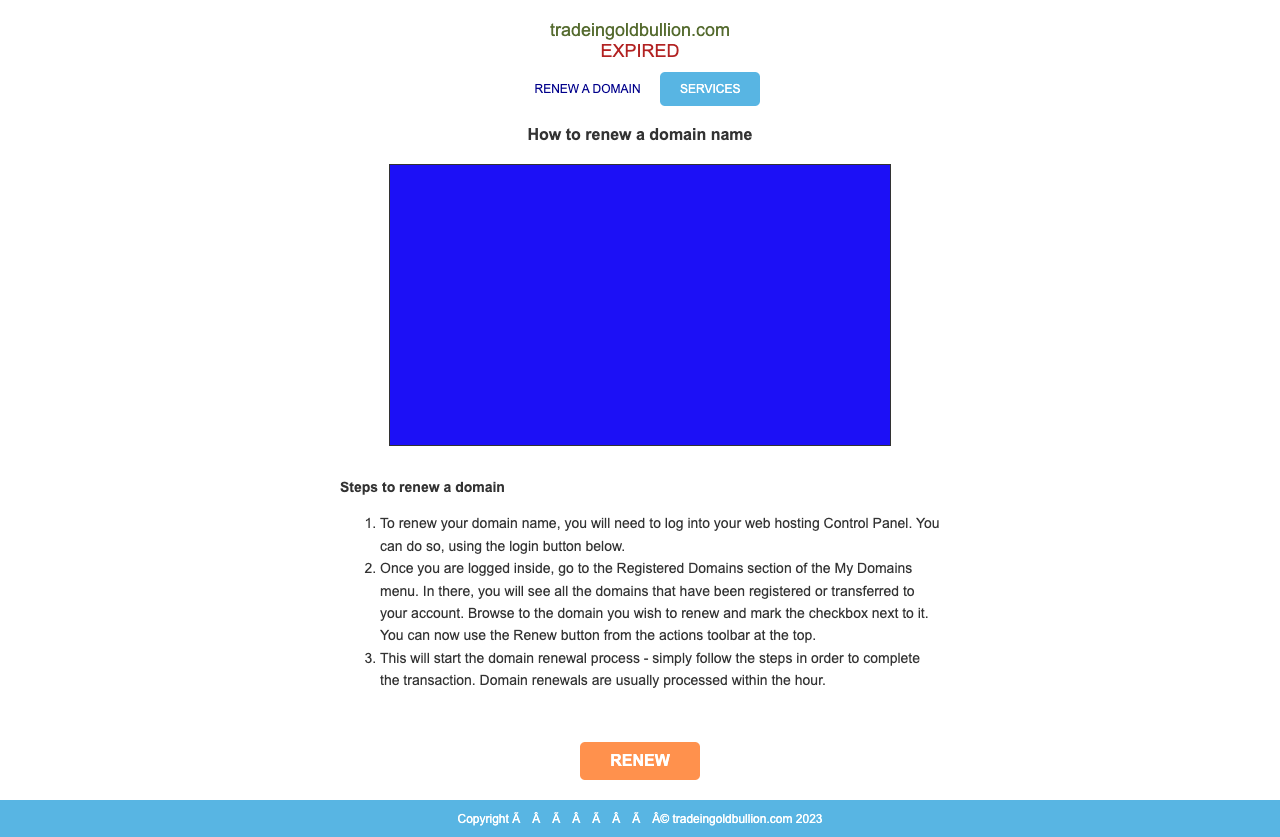 tradeingoldbullion.com
EXPIRED
RENEW A DOMAIN SERVICES
How to renew a domain name
Steps to renew a domain
1. To renew your domain name, you will need to log into your web hosting Control Panel. You
can do so, using the login button below.
2. Once you are logged inside, go to the Registered Domains section of the My Domains
menu. In there, you will see all the domains that have been registered or transferred to
your account. Browse to the domain you wish to renew and mark the checkbox next to it.
You can now use the Renew button from the actions toolbar at the top.
3. This will start the domain renewal process - simply follow the steps in order to complete
the transaction. Domain renewals are usually processed within the hour.
RENEW
Copyright Ã Â Ã Â Ã Â Ã Â© tradeingoldbullion.com 2023